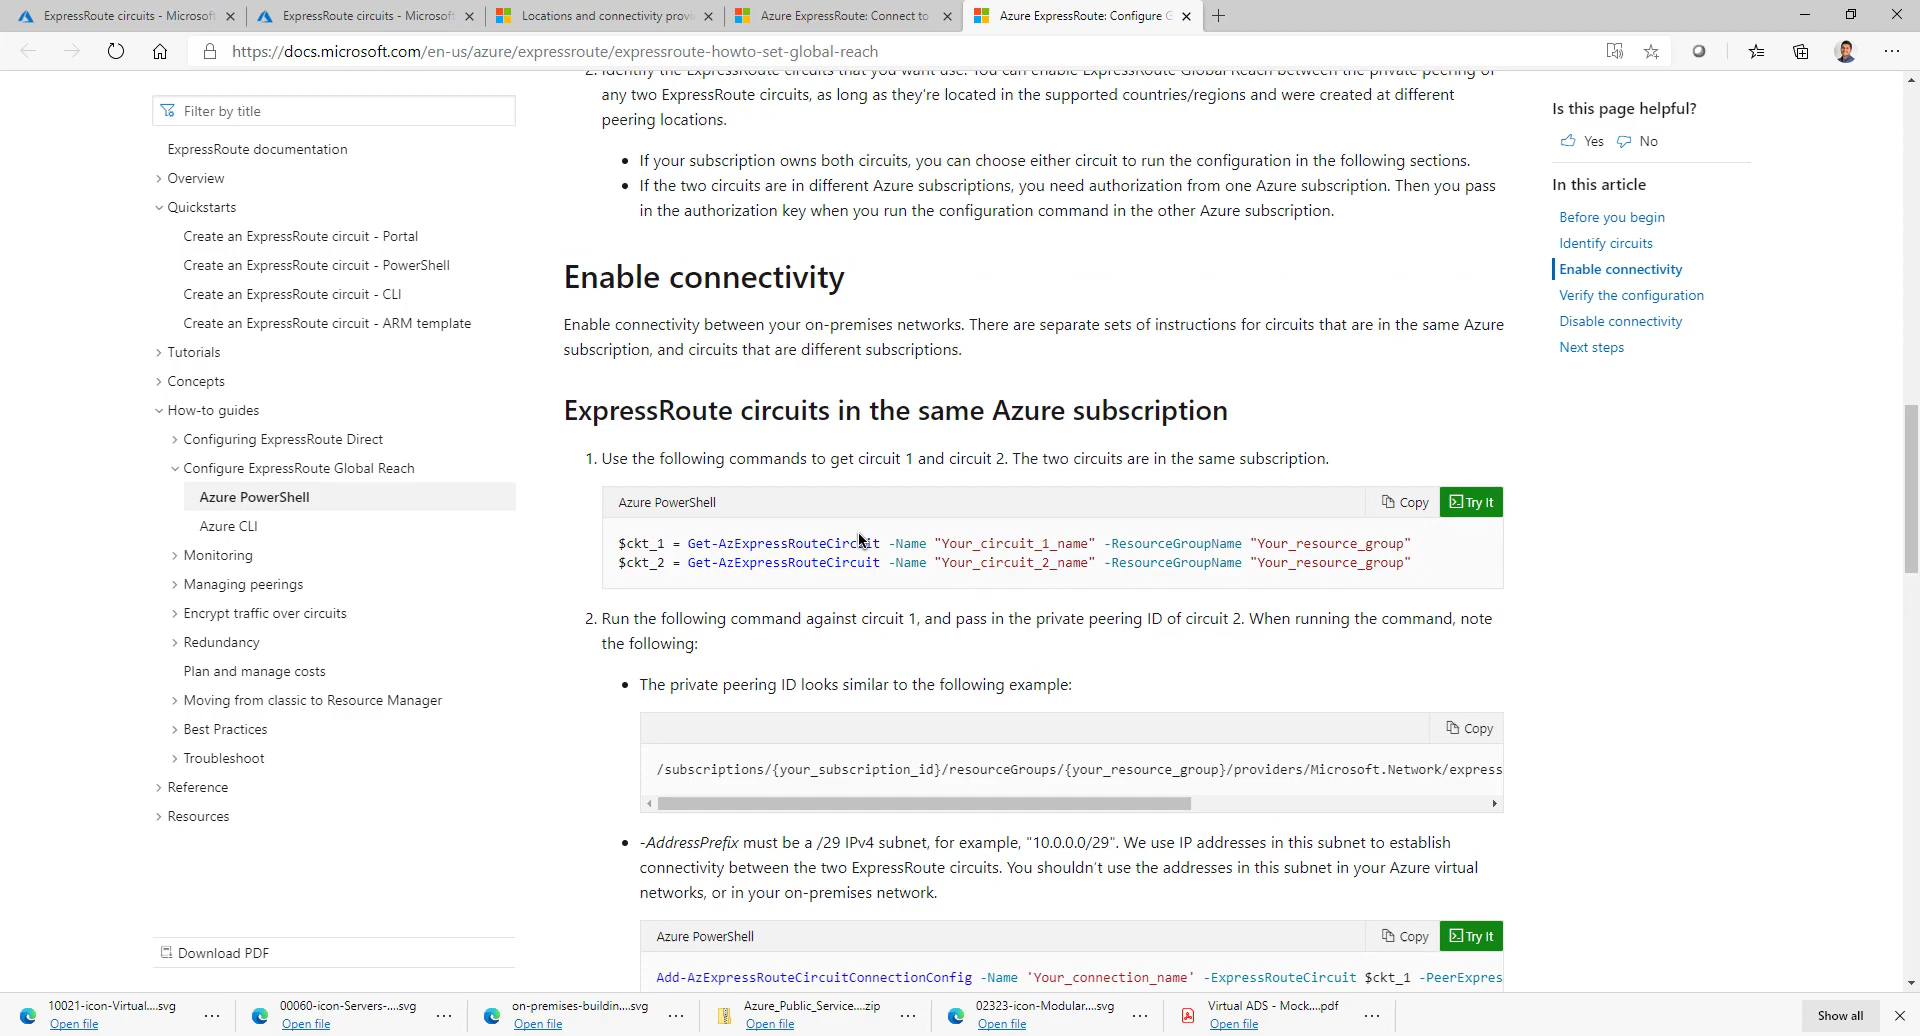 ExpressRoute circuits - Microsoft
ExpressRoute circuits - Microsoft
Locations and connectivity provi
Azure ExpressRoute: Connect to
Azure ExpressRoute: Configure G
https://docs.microsoft.com/en-us/azure/expressroute/expressroute-howto-set-global-reach
Filter by title
ExpressRoute documentation
Overview
Quickstarts
Create an ExpressRoute circuit - Portal
Create an ExpressRoute circuit - PowerShell
Create an ExpressRoute circuit - CLI
Create an ExpressRoute circuit - ARM template
Tutorials
Concepts
How-to guides
Configuring ExpressRoute Direct
Configure ExpressRoute Global Reach
Azure PowerShell
Azure CLI
Monitoring
Managing peerings
Encrypt traffic over circuits
Redundancy
Plan and manage costs
Moving from classic to Resource Manager
Best Practices
Troubleshoot
Reference
Resources
Download PDF
2. Identify the ExpressRoute circuits that you want use. You can enable ExpressRoute Global Reach between the private peering of
any two ExpressRoute circuits, as long as they're located in the supported countries/regions and were created at different
peering locations.
• If your subscription owns both circuits, you can choose either circuit to run the configuration in the following sections.
• If the two circuits are in different Azure subscriptions, you need authorization from one Azure subscription. Then you pass
in the authorization key when you run the configuration command in the other Azure subscription.
Enable connectivity
Enable connectivity between your on-premises networks. There are separate sets of instructions for circuits that are in the same Azure
subscription, and circuits that are different subscriptions.
ExpressRoute circuits in the same Azure subscription
1. Use the following commands to get circuit 1 and circuit 2. The two circuits are in the same subscription.
Azure PowerShell Copy Try It
$ckt_1 = Get-AzExpressRouteCircuit -Name "Your_circuit_1_name" -ResourceGroupName "Your_resource_group"
$ckt_2 = Get-AzExpressRouteCircuit -Name "Your_circuit_2_name" -ResourceGroupName "Your_resource_group"
2. Run the following command against circuit 1, and pass in the private peering ID of circuit 2. When running the command, note
the following:
• The private peering ID looks similar to the following example:
Copy
/subscriptions/{your_subscription_id}/resourceGroups/{your_resource_group}/providers/Microsoft.Network/express
• -AddressPrefix must be a /29 IPv4 subnet, for example, "10.0.0.0/29". We use IP addresses in this subnet to establish
connectivity between the two ExpressRoute circuits. You shouldn't use the addresses in this subnet in your Azure virtual
networks, or in your on-premises network.
Azure PowerShell Copy Try It
Add-AzExpressRouteCircuitConnectionConfig -Name 'Your_connection_name' -ExpressRouteCircuit $ckt_1 -PeerExpres
Is this page helpful?
Yes No
In this article
Before you begin
Identify circuits
Enable connectivity
Verify the configuration
Disable connectivity
Next steps
10021-icon-Virtual....svg
Open file
00060-icon-Servers-....svg
Open file
on-premises-buildin....svg
Open file
Azure_Public_Service....zip
Open file
02323-icon-Modular....svg
Open file
Virtual ADS - Mock....pdf
Open file
Show all